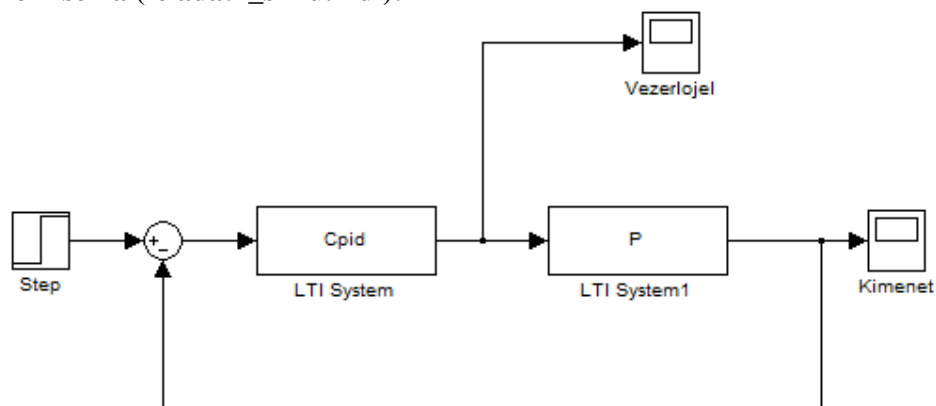 Vezerlojel
Cpid
P
Step
LTI System
LTI System1
Kimenet